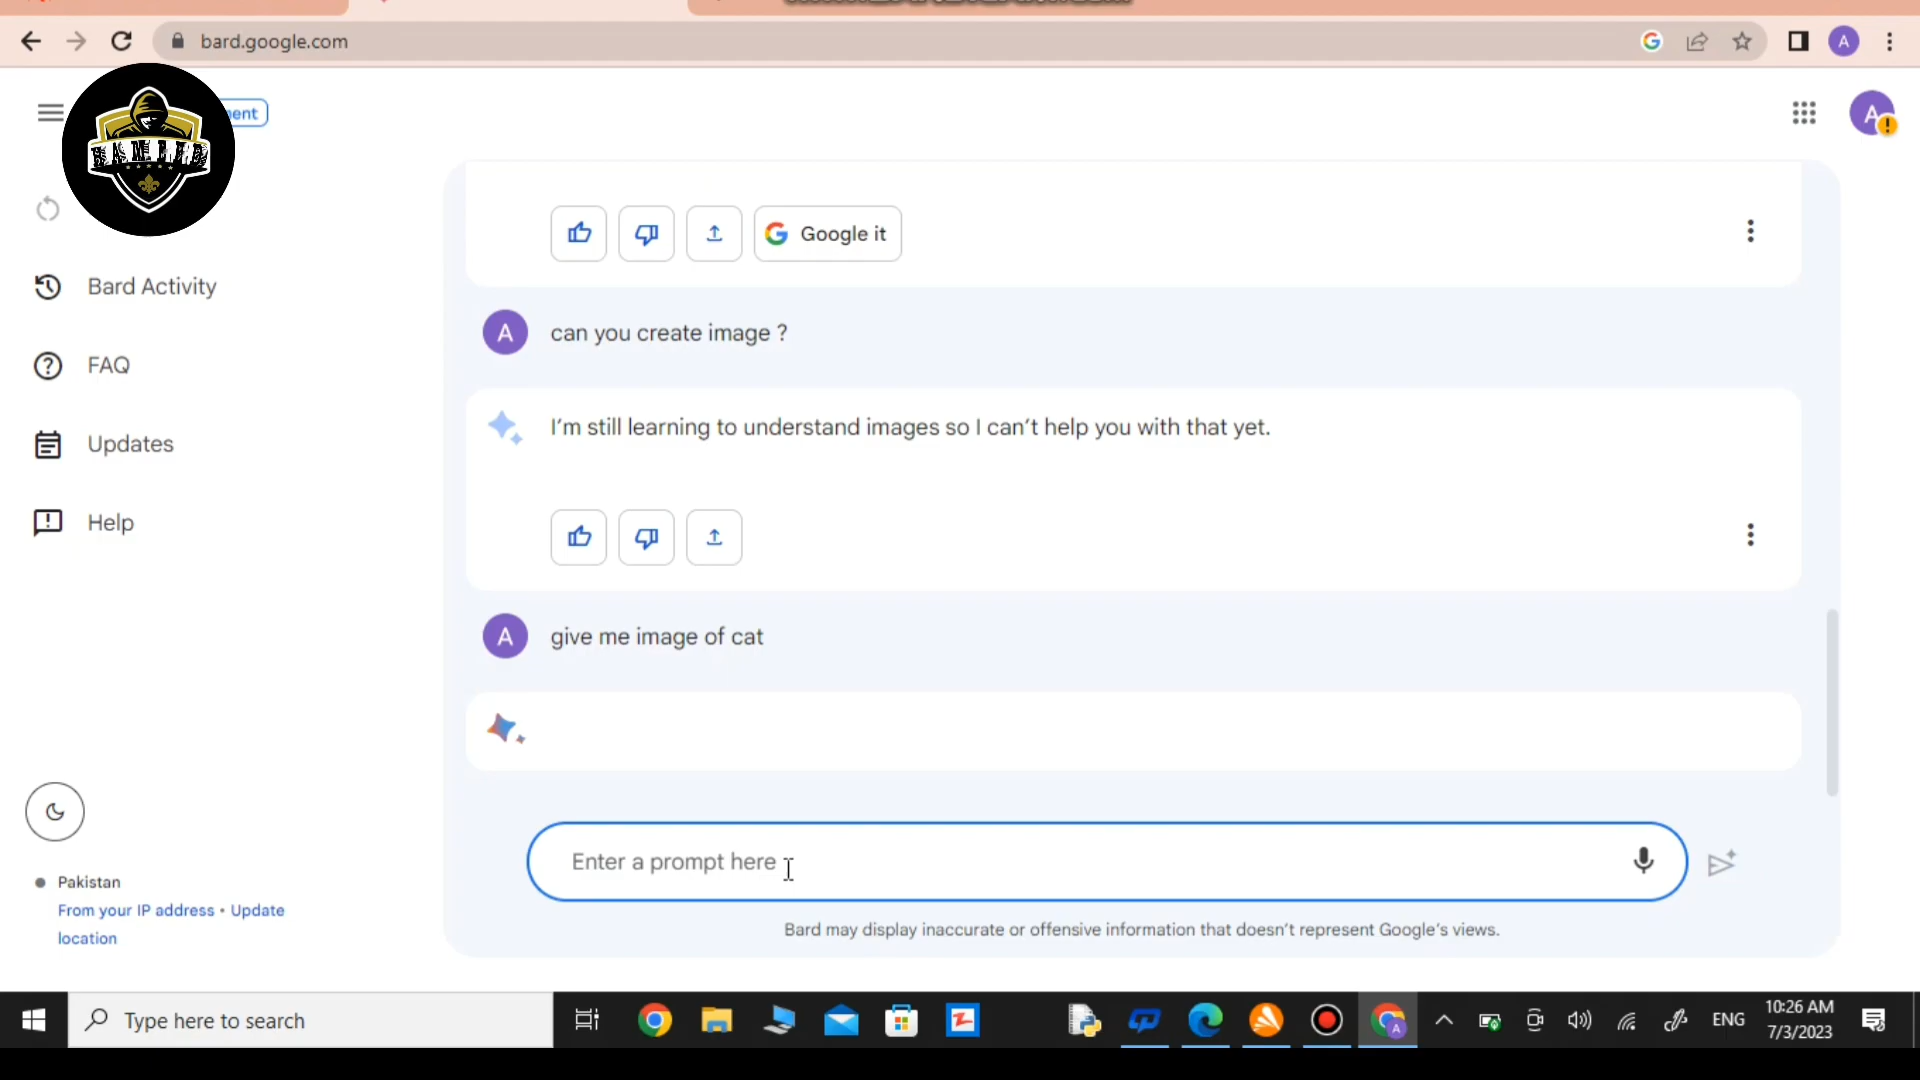 bard.google.com
A
ment
A
HAMEED
Google it
Bard Activity
A can you create image ?
FAQ
I'm still learning to understand images so I can't help you with that yet.
Updates
Help
A give me image of cat
Enter a prompt here
Pakistan
From your IP address • Update
location
Bard may display inaccurate or offensive information that doesn't represent Google's views.
Type here to search
A
ENG
10:26 AM
7/3/2023